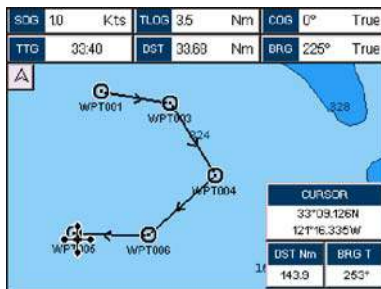 SOG 1.0 Kts TLOG 3.5 Nm COG 0° True
TTG 33:40 DST 33.68 Nm BRG 225° True
A
WPT001
WPT003
328
324
WPT004
WPT006
CURSOR
33°09.126N
121°16.335W
DST Nm BRG T
143.9 253°